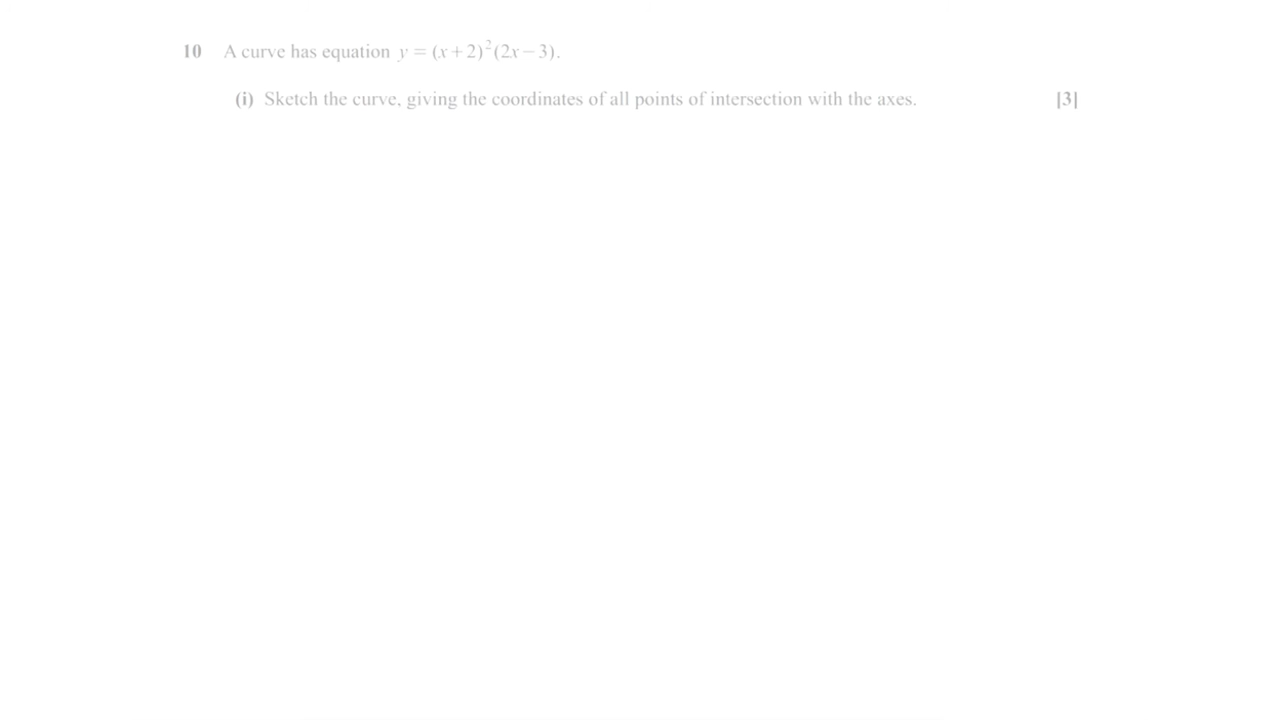 10 A curve has equation y = (x + 2)²(2x − 3).
(i) Sketch the curve, giving the coordinates of all points of intersection with the axes. [3]